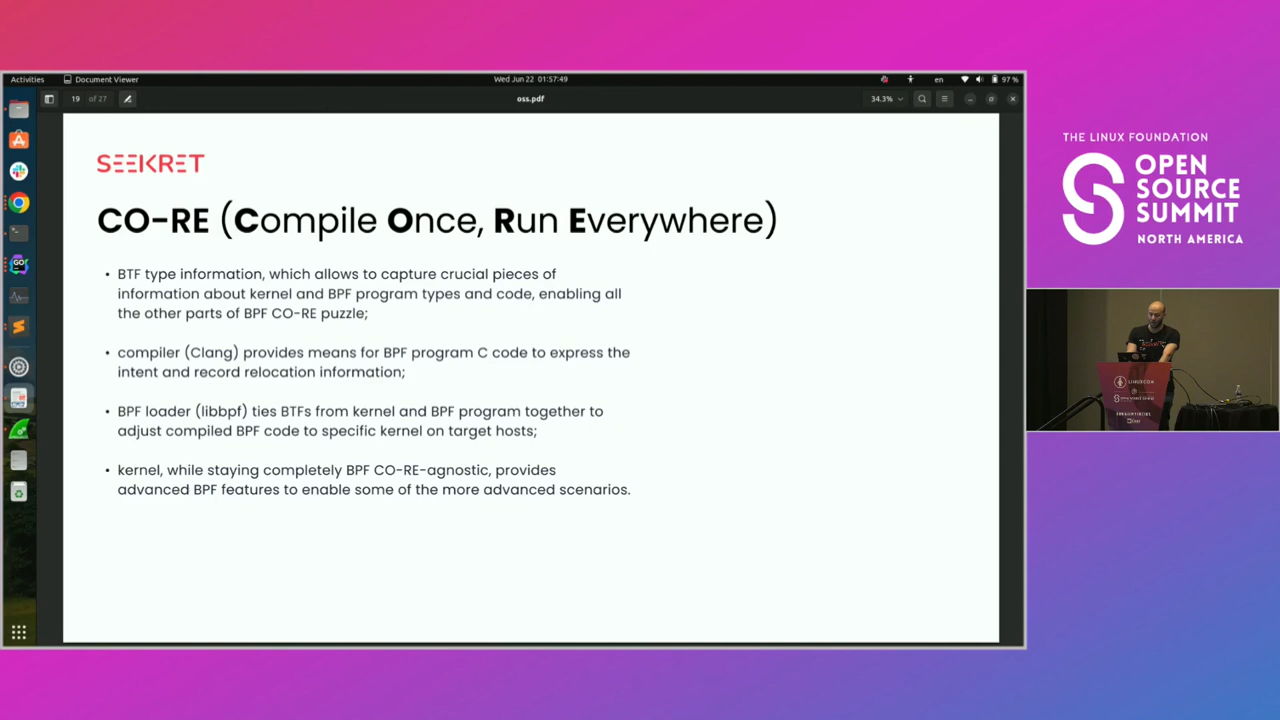 Activities
Document Viewer
Wed Jun 22 01:57:49
en
97 %
19 of 27
oss.pdf
34.3%
SEEKRET
CO-RE (Compile Once, Run Everywhere)
• BTF type information, which allows to capture crucial pieces of
information about kernel and BPF program types and code, enabling all
the other parts of BPF CO-RE puzzle;
• compiler (Clang) provides means for BPF program C code to express the
intent and record relocation information;
• BPF loader (libbpf) ties BTFs from kernel and BPF program together to
adjust compiled BPF code to specific kernel on target hosts;
• kernel, while staying completely BPF CO-RE-agnostic, provides
advanced BPF features to enable some of the more advanced scenarios.
THE LINUX FOUNDATION
OPEN
SOURCE
SUMMIT
NORTH AMERICA
GO
LINUXCON